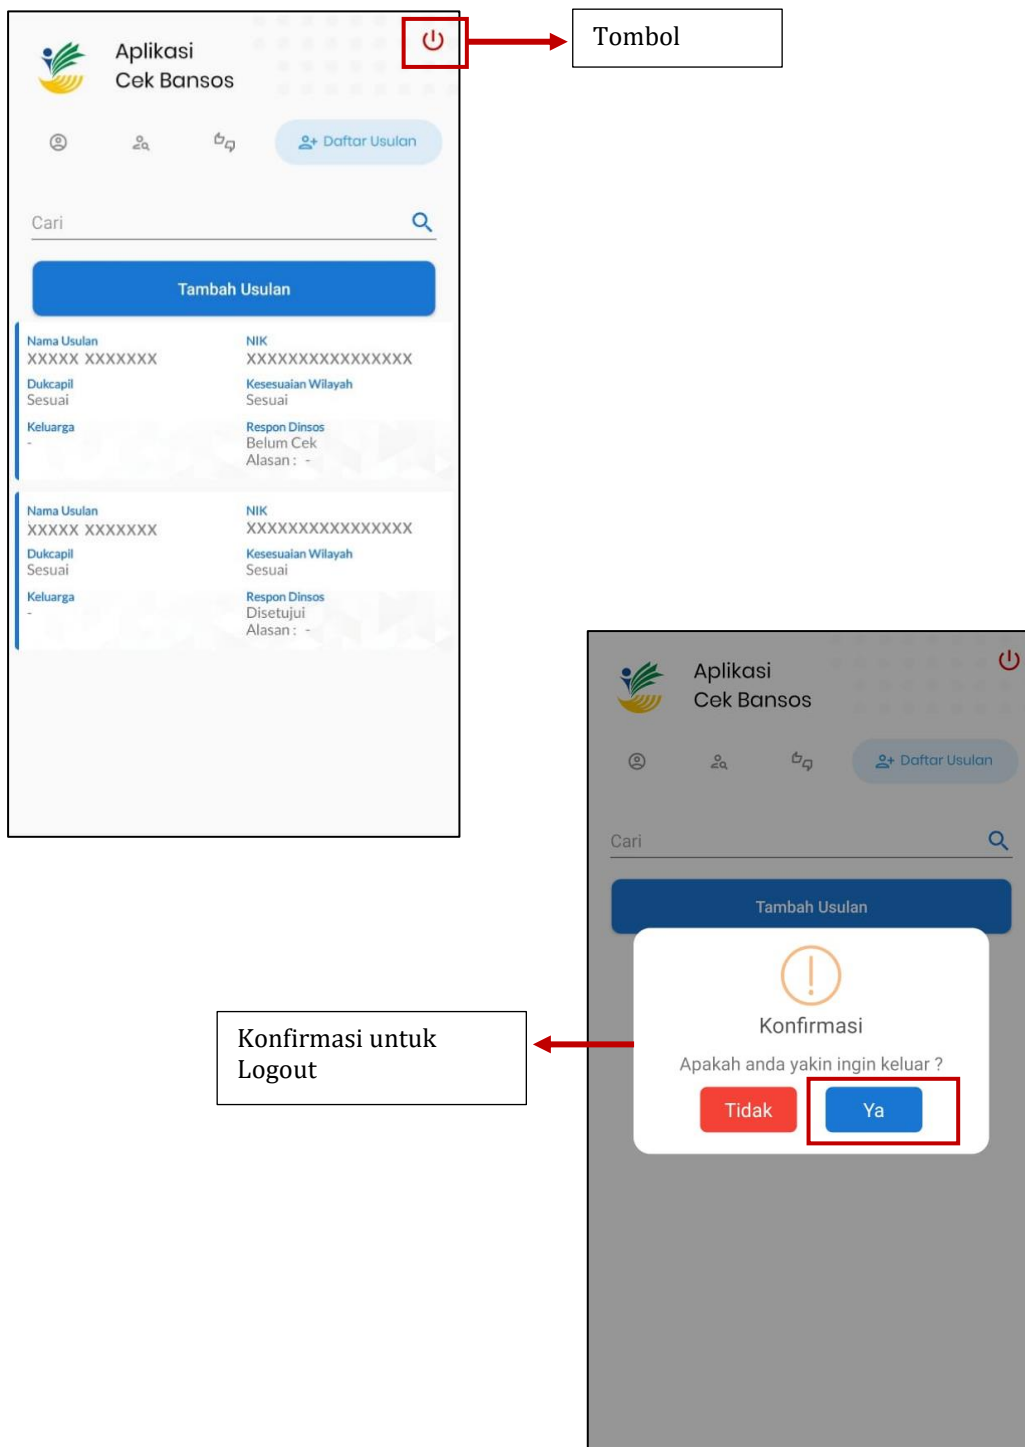 Aplikasi
Cek Bansos
Tombol
Daftar Usulan
Cari
Tambah Usulan
Nama Usulan NIK
XXXXX XXXXXXX XXXXXXXXXXXXXXXX
Dukcapil Kesesuaian Wilayah
Sesuai Sesuai
Keluarga Respon Dinsos
- Belum Cek
Alasan : -
Nama Usulan NIK
XXXXX XXXXXXX XXXXXXXXXXXXXXXX
Dukcapil Kesesuaian Wilayah
Sesuai Sesuai
Keluarga Respon Dinsos
- Disetujui
Alasan : -
Aplikasi
Cek Bansos
Daftar Usulan
Cari
Tambah Usulan
Konfirmasi
Apakah anda yakin ingin keluar ?
Tidak Ya
Konfirmasi untuk
Logout